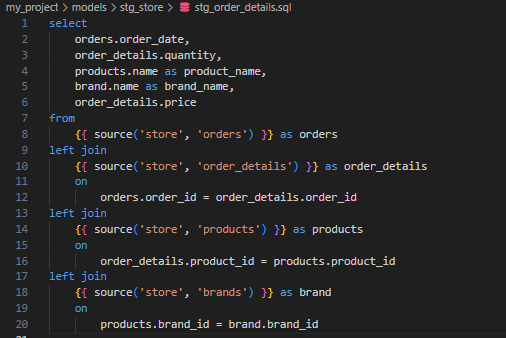 my_project > models > stg_store > stg_order_details.sql
1 select
2 orders.order_date,
3 order_details.quantity,
4 products.name as product_name,
5 brand.name as brand_name,
6 order_details.price
7 from
8 {{ source('store', 'orders') }} as orders
9 left join
10 {{ source('store', 'order_details') }} as order_details
11 on
12 orders.order_id = order_details.order_id
13 left join
14 {{ source('store', 'products') }} as products
15 on
16 order_details.product_id = products.product_id
17 left join
18 {{ source('store', 'brands') }} as brand
19 on
20 products.brand_id = brand.brand_id